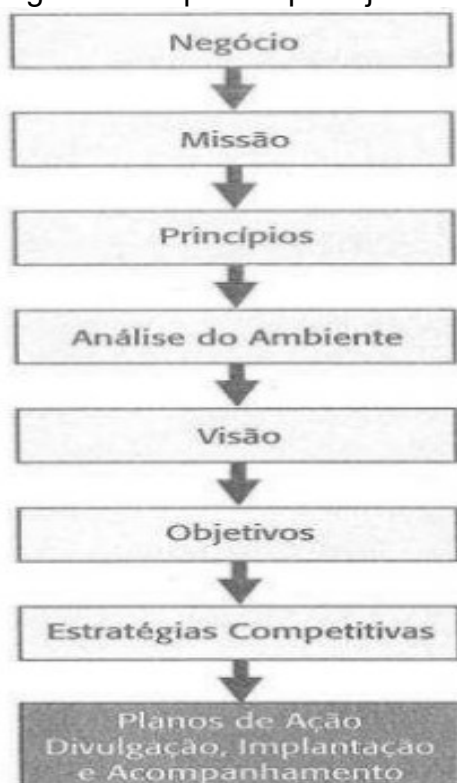 Negócio
Missão
Princípios
Análise do Ambiente
Visão
Objetivos
Estratégias Competitivas
Planos de Ação
Divulgação, Implantação
e Acompanhamento